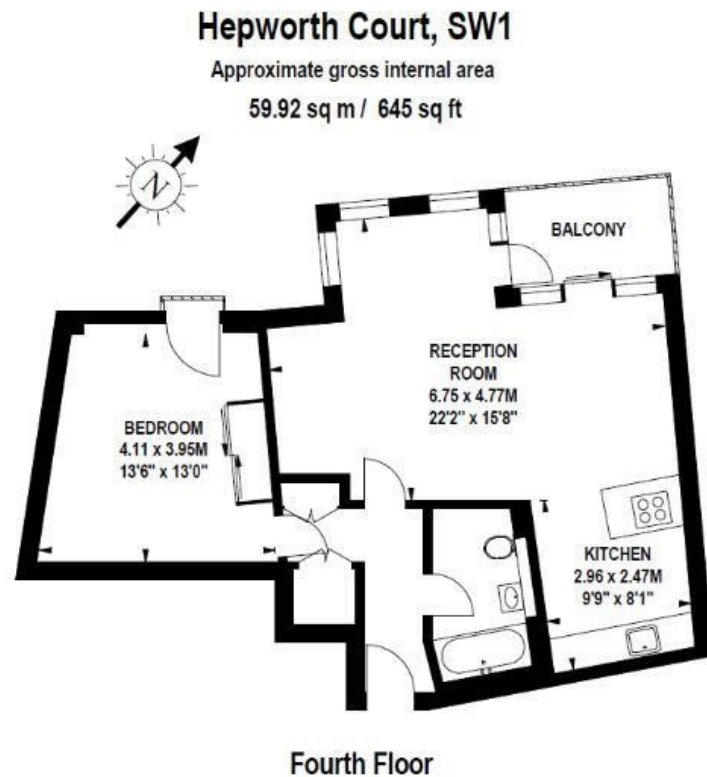 Hepworth Court, SW1
Approximate gross internal area
59.92 sq m / 645 sq ft
N
BALCONY
RECEPTION
ROOM
6.75 x 4.77M
22'2" x 15'8"
BEDROOM
4.11 x 3.95M
13'6" x 13'0"
KITCHEN
2.96 x 2.47M
9'9" x 8'1"
Fourth Floor